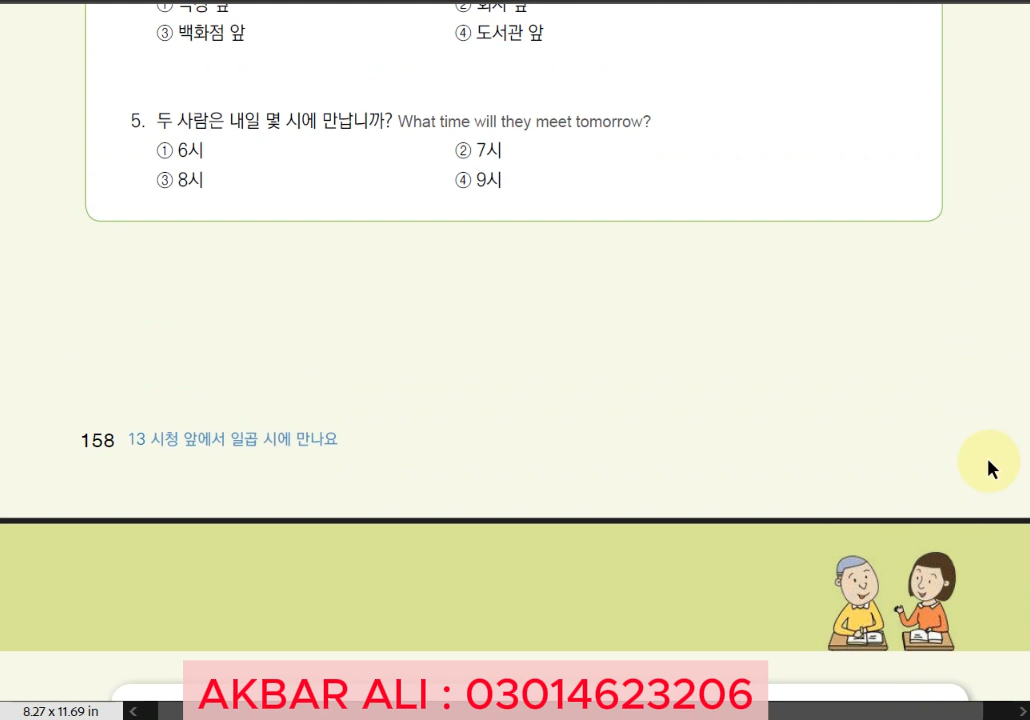 ③ 백화점 앞
④ 도서관 앞
5. 두 사람은 내일 몇 시에 만납니까? What time will they meet tomorrow?
① 6시
② 7시
③ 8시
④ 9시
158 13 시청 앞에서 일곱 시에 만나요
AKBAR ALI : 03014623206
8.27 x 11.69 in